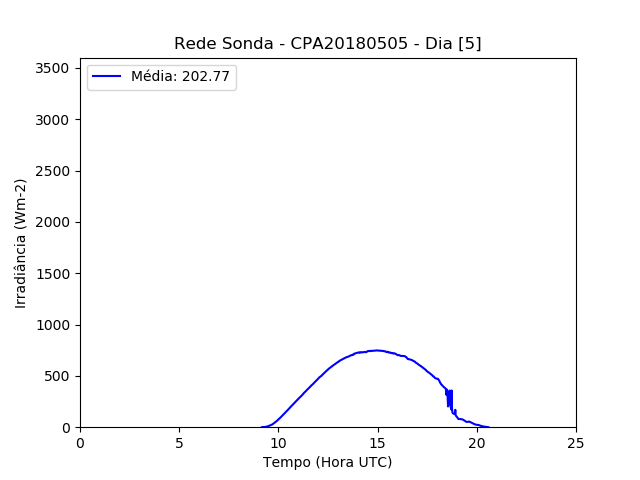 Rede Sonda - CPA20180505 - Dia [5]
Média: 202.77
3500
3000
2500
2000
1500
1000
500
0
Irradiância (Wm-2)
0 5 10 15 20 25
Tempo (Hora UTC)